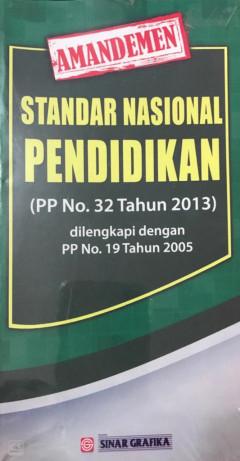 AMANDEMEN
STANDAR NASIONAL
PENDIDIKAN
(PP No. 32 Tahun 2013)
dilengkapi dengan
PP No. 19 Tahun 2005
SINAR GRAFIKA